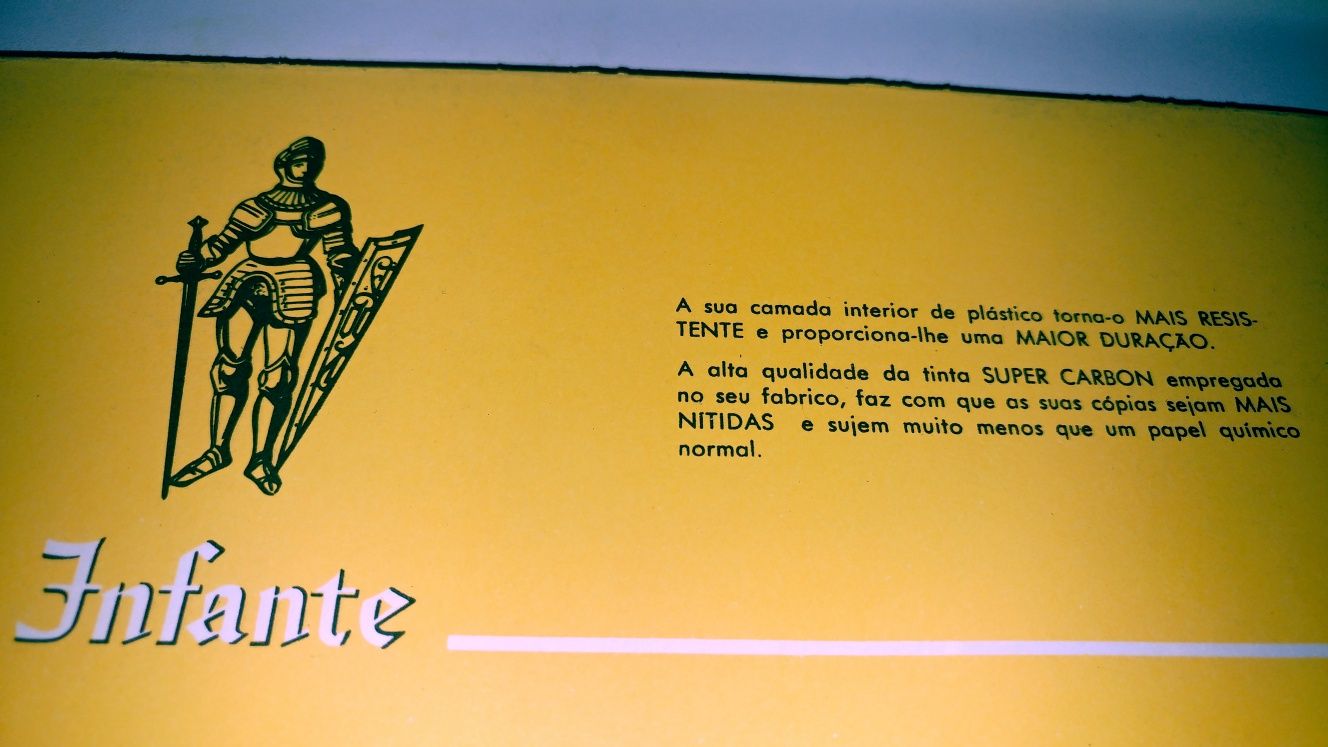 A sua camada interior de plástico torna-o MAIS RESIS-
TENTE e proporciona-lhe uma MAIOR DURAÇÃO.
A alta qualidade da tinta SUPER CARBON empregada
no seu fabrico, faz com que as suas cópias sejam MAIS
NÍTIDAS e sujem muito menos que um papel químico
normal.
Infante